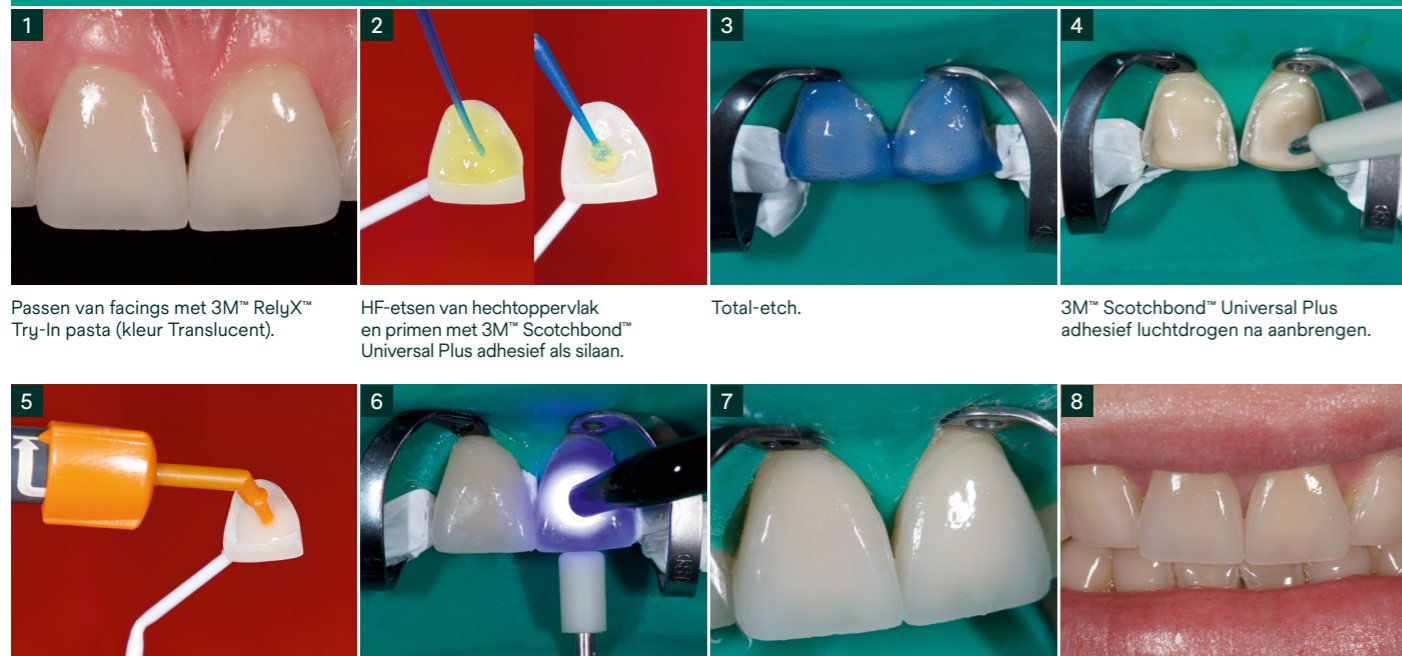 1
2
3
4
Passen van facings met 3M™ RelyX™
Try-In pasta (kleur Translucent).
HF-etsen van hechtoppervlak
en primen met 3M™ Scotchbond™
Universal Plus adhesief als silaan.
Total-etch.
3M™ Scotchbond™ Universal Plus
adhesief luchtdrogen na aanbrengen.
5
6
7
8